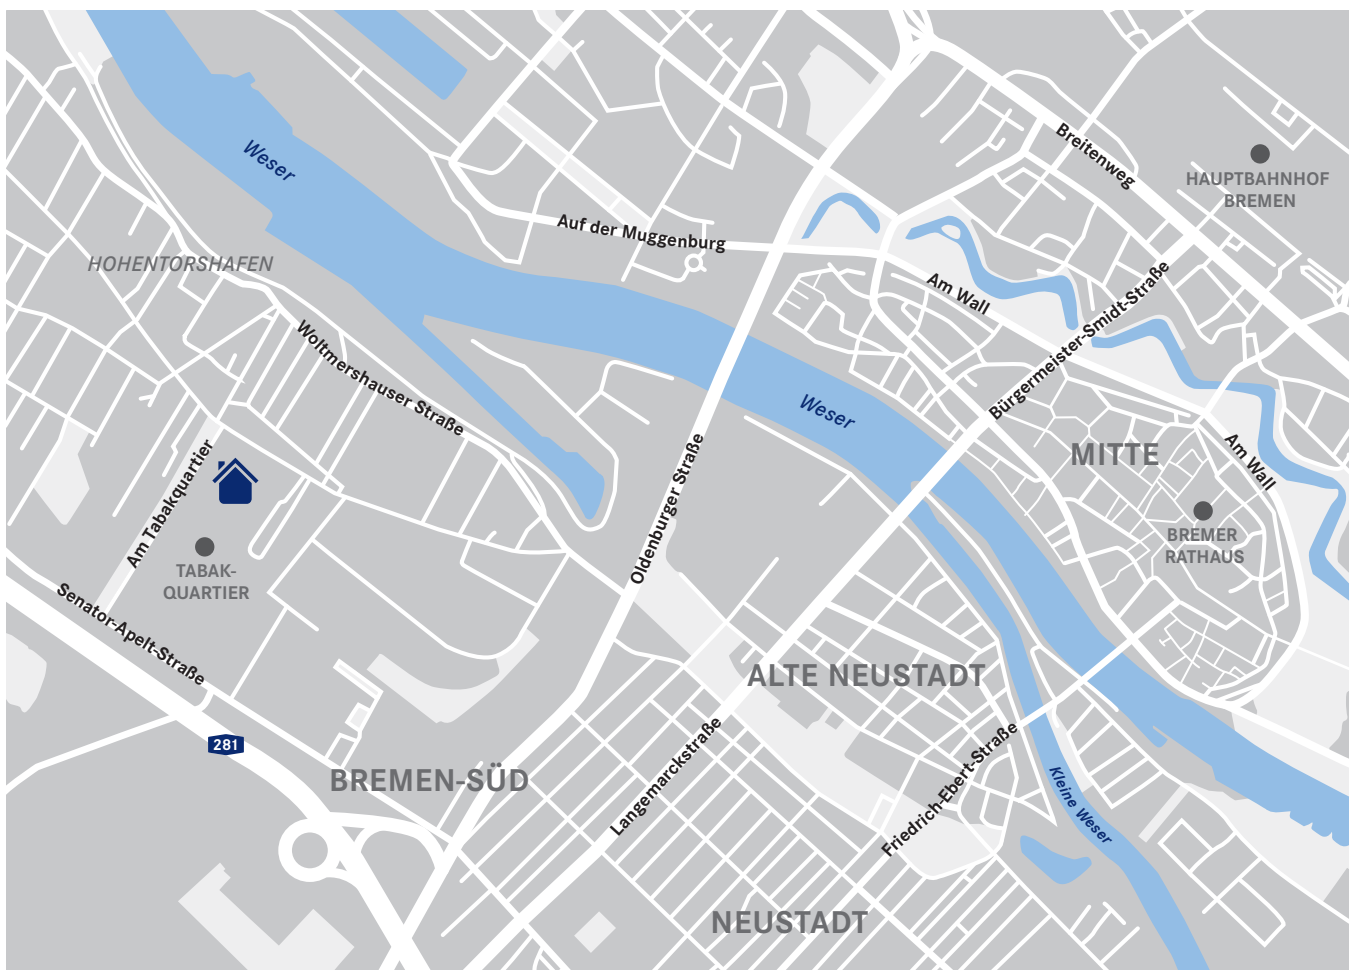 Weser
Breitenweg
HAUPTBAHNHOF
BREMEN
Auf der Muggenburg
HOHENTORSHAFEN
Am Wall
Bürgermeister-Smidt-Straße
Woltmershauser Straße
Weser
MITTE
Am Wall
Oldenburger Straße
Am Tabakquartier
BREMER
RATHAUS
TABAK-
QUARTIER
Senator-Apelt-Straße
ALTE NEUSTADT
281
BREMEN-SÜD
Langemarckstraße
Friedrich-Ebert-Straße
Kleine Weser
NEUSTADT